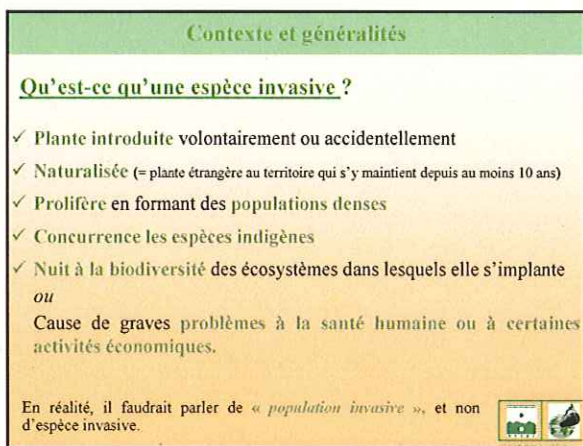 Contexte et généralités
Qu'est-ce qu'une espèce invasive ?
✓ Plante introduite volontairement ou accidentellement
✓ Naturalisée (= plante étrangère au territoire qui s'y maintient depuis au moins 10 ans)
✓ Prolifère en formant des populations denses
✓ Concurrence les espèces indigènes
✓ Nuit à la biodiversité des écosystèmes dans lesquels elle s'implante
ou
Cause de graves problèmes à la santé humaine ou à certaines
activités économiques.
En réalité, il faudrait parler de « population invasive », et non
d'espèce invasive.